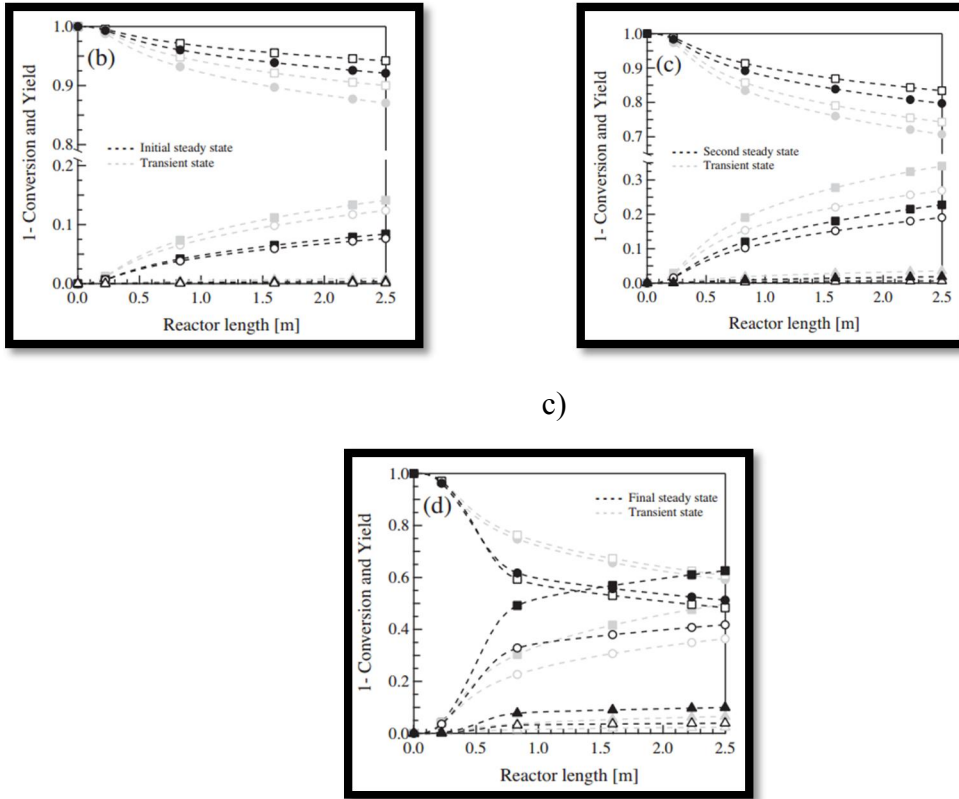 (b)
1- Conversion and Yield
1.0
0.9
0.8
0.2
0.1
0.0
Initial steady state
Transient state
0.0 0.5 1.0 1.5 2.0 2.5
Reactor length [m]
(c)
1- Conversion and Yield
1.0
0.9
0.8
0.7
0.3
0.2
0.1
0.0
Second steady state
Transient state
0.0 0.5 1.0 1.5 2.0 2.5
Reactor length [m]
c)
(d)
1- Conversion and Yield
1.0
0.8
0.6
0.4
0.2
0.0
Final steady state
Transient state
0.0 0.5 1.0 1.5 2.0 2.5
Reactor length [m]